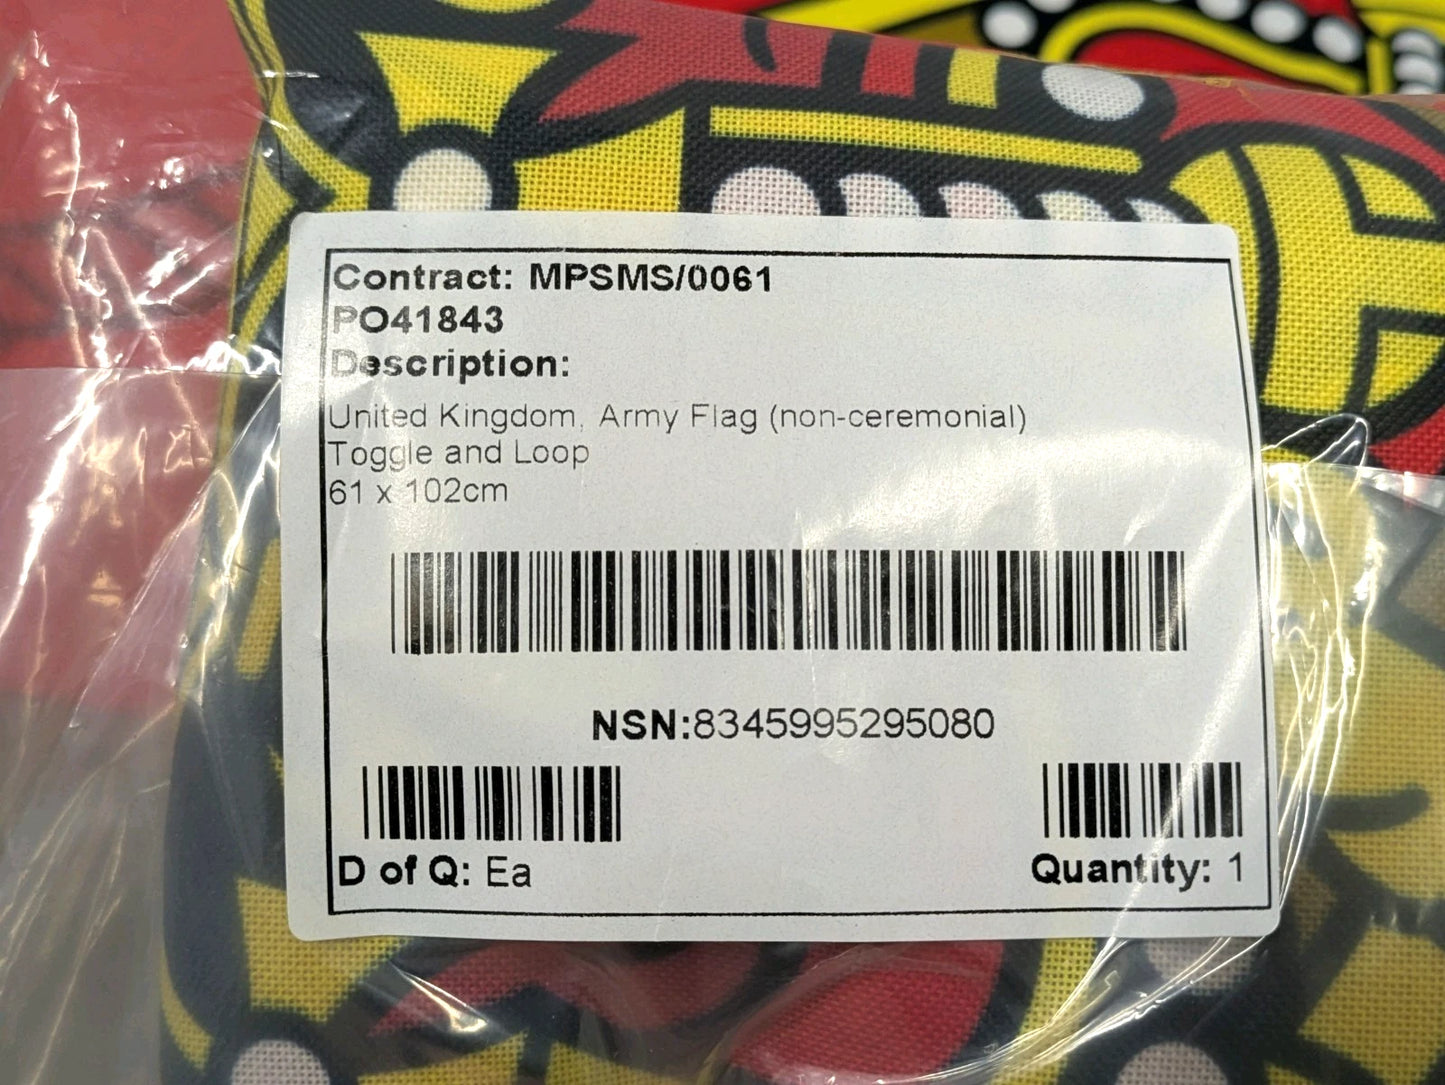 Contract: MPSMS/0061
PO41843
Description:
United Kingdom, Army Flag (non-ceremonial)
Toggle and Loop
61 x 102cm
NSN:8345995295080
D of Q: Ea
Quantity: 1